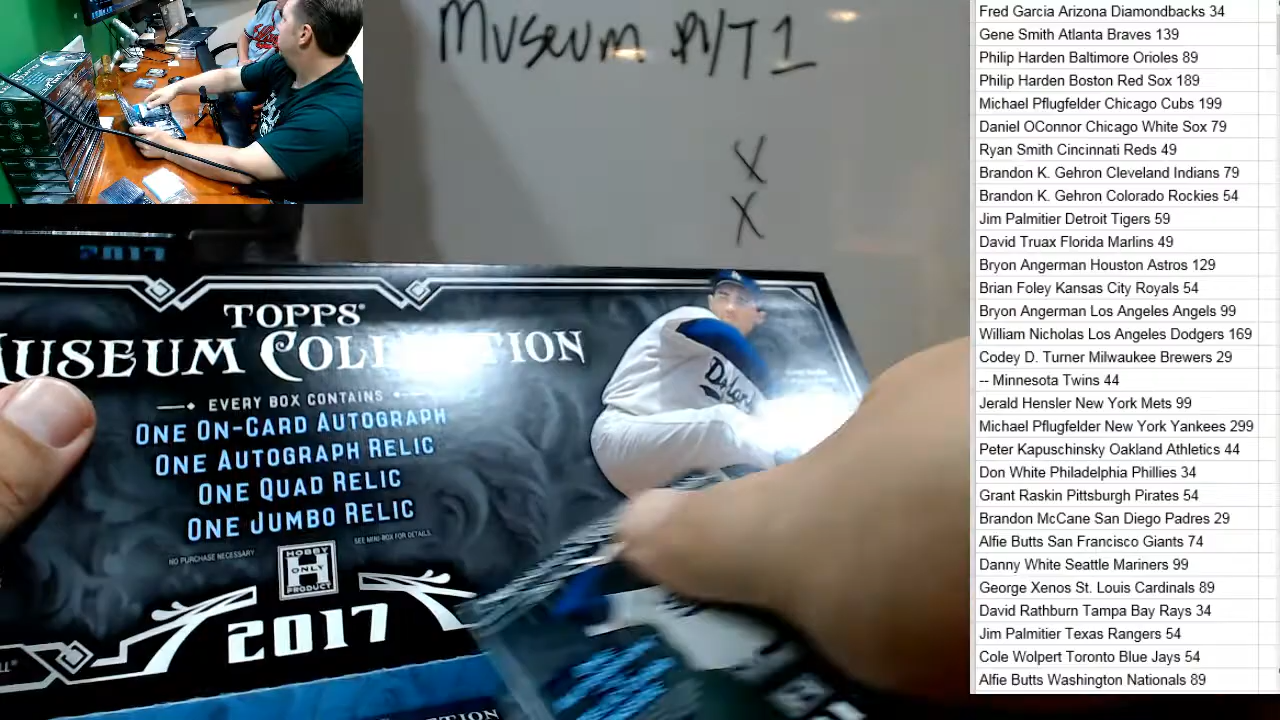 Museum PI/T1
X
X
2017
TOPPS
MUSEUM COLLECTION
EVERY BOX CONTAINS
ONE ON-CARD AUTOGRAPH
ONE AUTOGRAPH RELIC
ONE QUAD RELIC
ONE JUMBO RELIC
NO PURCHASE NECESSARY
SEE MINI-BOX FOR DETAILS.
HOBBY
H
ONLY
PRODUCT
2017
Dodgers
Fred Garcia Arizona Diamondbacks 34
Gene Smith Atlanta Braves 139
Philip Harden Baltimore Orioles 89
Philip Harden Boston Red Sox 189
Michael Pflugfelder Chicago Cubs 199
Daniel OConnor Chicago White Sox 79
Ryan Smith Cincinnati Reds 49
Brandon K. Gehron Cleveland Indians 79
Brandon K. Gehron Colorado Rockies 54
Jim Palmitier Detroit Tigers 59
David Truax Florida Marlins 49
Bryon Angerman Houston Astros 129
Brian Foley Kansas City Royals 54
Bryon Angerman Los Angeles Angels 99
William Nicholas Los Angeles Dodgers 169
Codey D. Turner Milwaukee Brewers 29
-- Minnesota Twins 44
Jerald Hensler New York Mets 99
Michael Pflugfelder New York Yankees 299
Peter Kapuschinsky Oakland Athletics 44
Don White Philadelphia Phillies 34
Grant Raskin Pittsburgh Pirates 54
Brandon McCane San Diego Padres 29
Alfie Butts San Francisco Giants 74
Danny White Seattle Mariners 99
George Xenos St. Louis Cardinals 89
David Rathburn Tampa Bay Rays 34
Jim Palmitier Texas Rangers 54
Cole Wolpert Toronto Blue Jays 54
Alfie Butts Washington Nationals 89